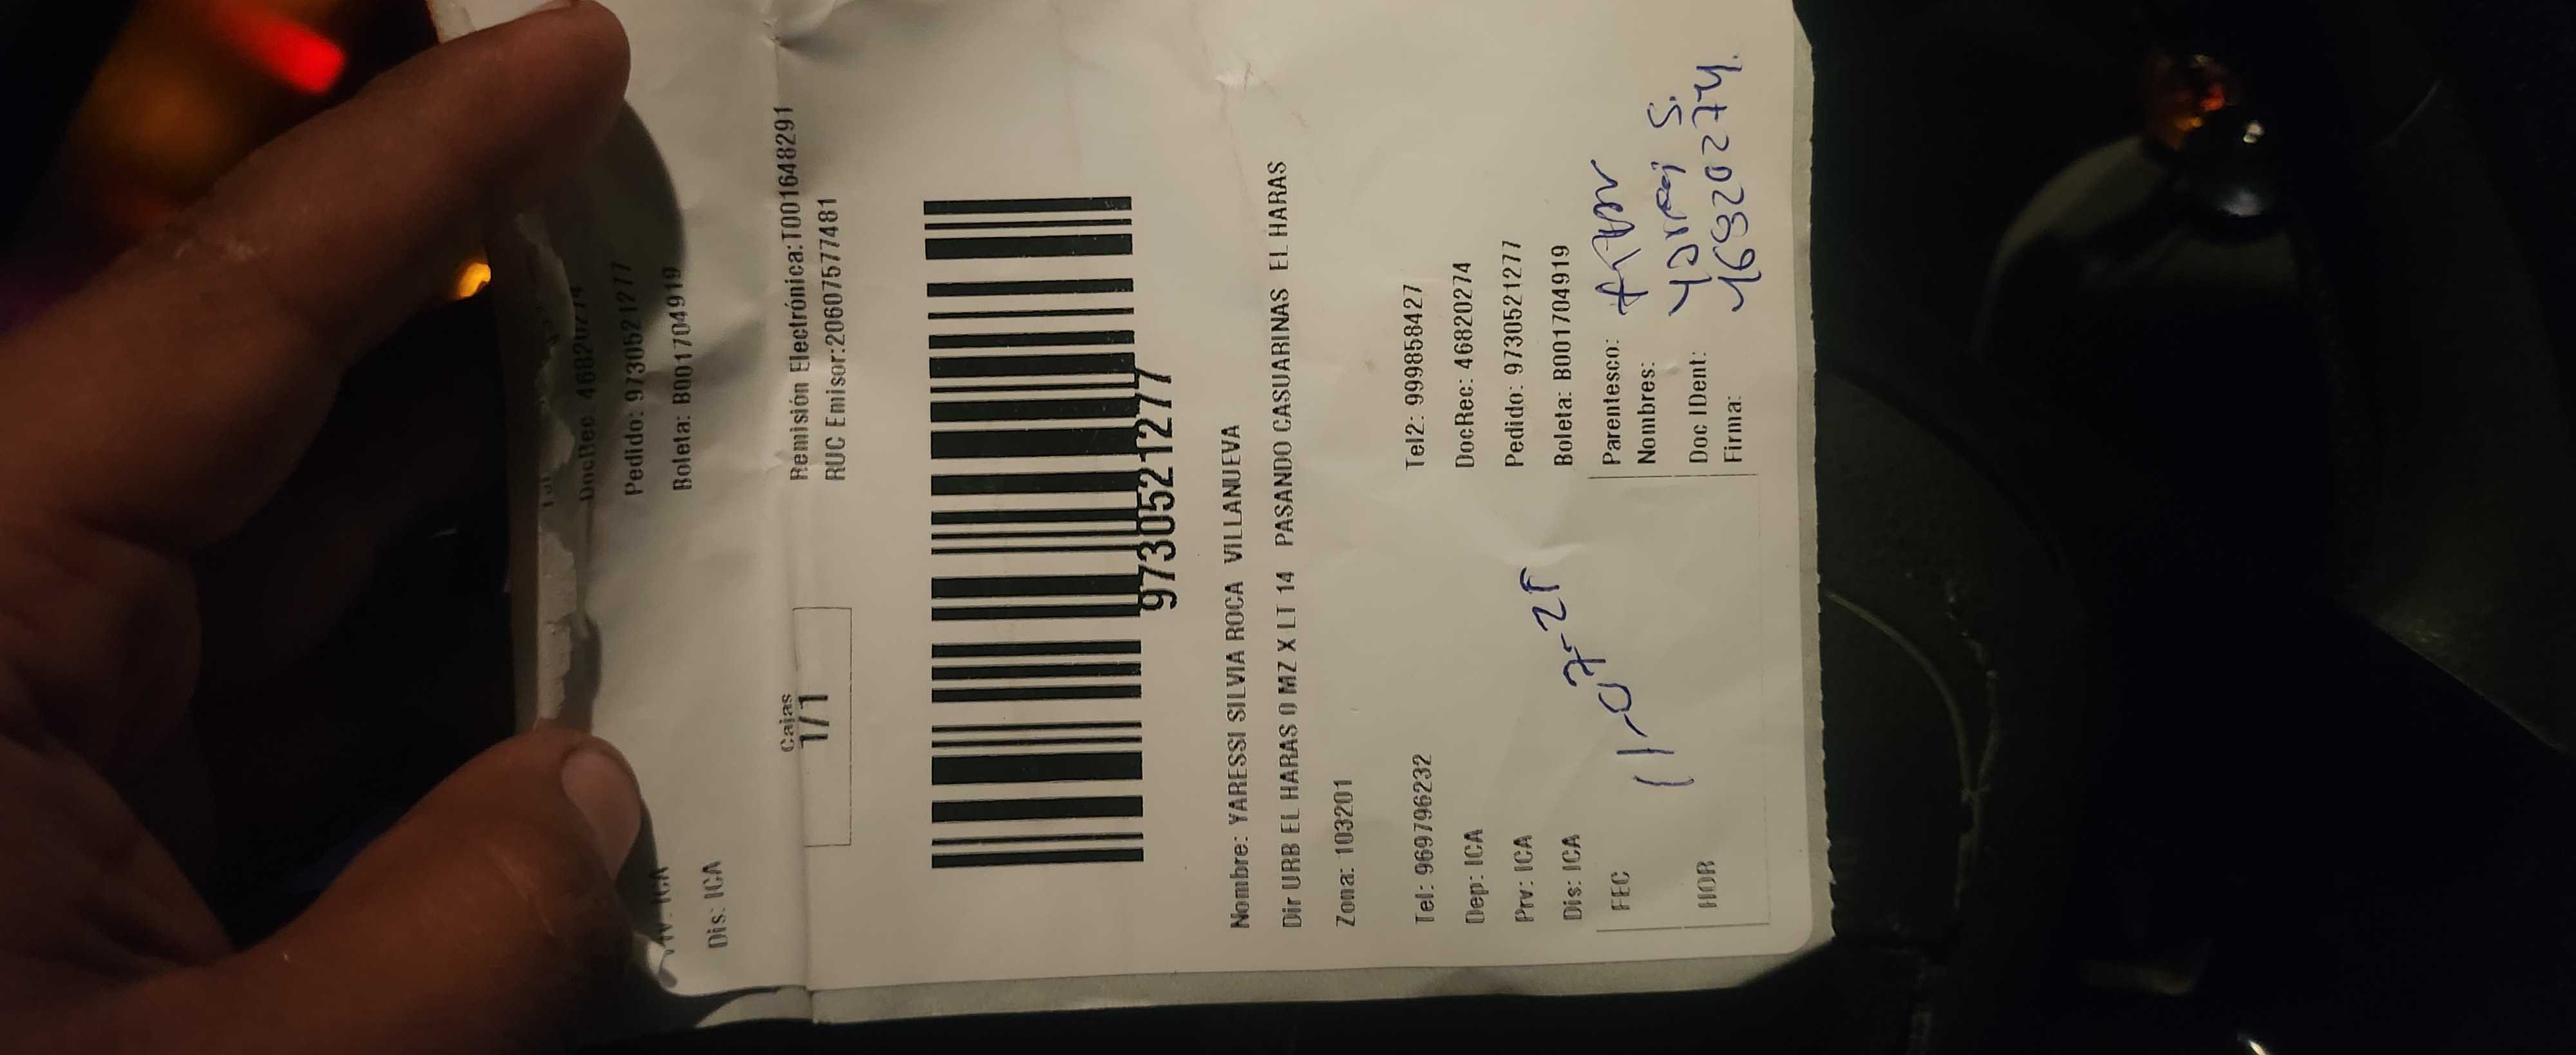 DocRec 46820274
Pedido: 9730521277
Boleta: B001704919
Dis: ICA
Remisión Electrónica:T001648291
RUC Emisor:20607577481
Cajas
1/1
9730521277
Nombre: YARESSI SILVIA ROCA VILLANUEVA
Dir URB EL HARAS 0 MZ X LT 14 PASANDO CASUARINAS EL HARAS
Zona: 103201
Tel: 969796232 Tel2: 999858427
Dep: ICA DocRec: 46820274
Prv: ICA Pedido: 9730521277
Dis: ICA Boleta: B001704919
FEC
HOR
Parentesco:
Nombres: S.
Doc IDent:
Firma: